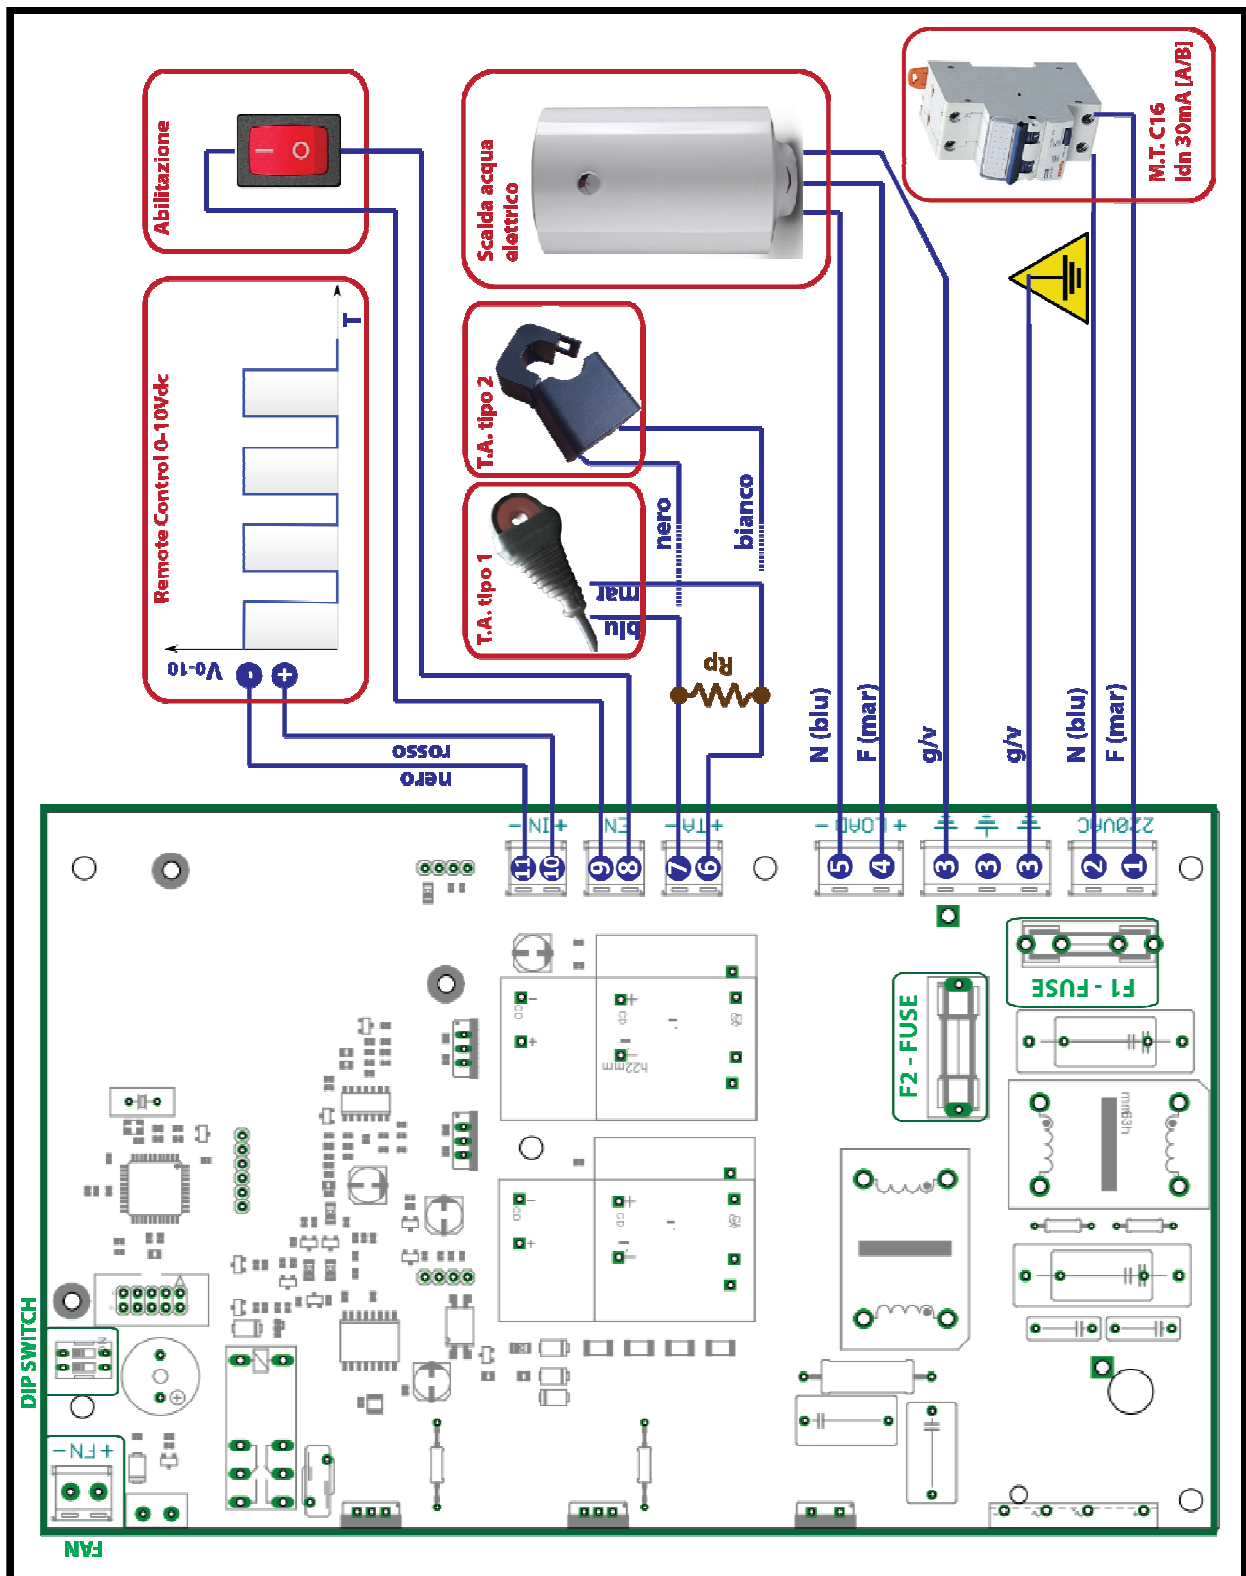 Abilitazione
Remote Control 0-10Vdc
T
V0-10
-
+
rosso
nero
Scalda acqua
elettrico
T.A. tipo 2
T.A. tipo 1
nero
bianco
mar
blu
Rp
M.T. C16
Idn 30mA [A/B]
N (blu)
F (mar)
g/v
g/v
N (blu)
F (mar)
+IN-
EN
+TA-
+LOAD-
220VAC
11
10
9
8
7
6
5
4
3
3
3
2
1
F1 - FUSE
F2 - FUSE
h22mm
mm63h
DIP SWITCH
+FN-
FAN